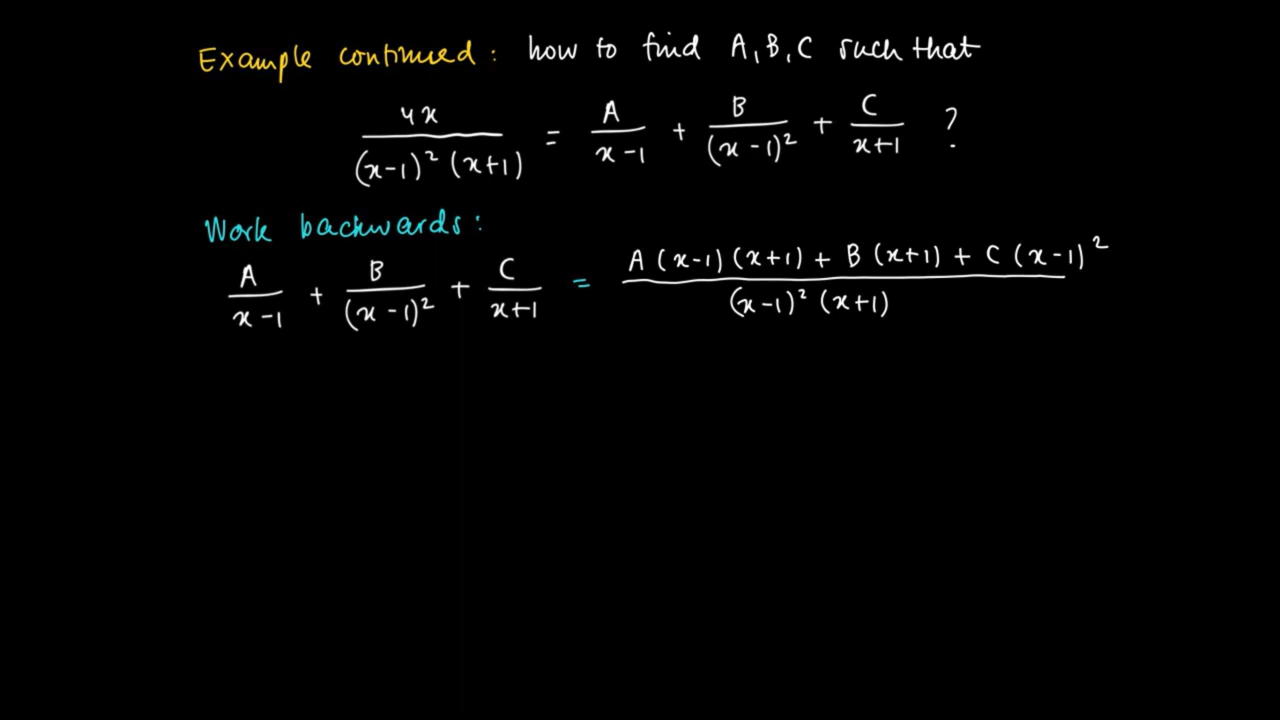 Example continued: how to find A, B, C such that
4x / (x-1)² (x+1) = A / x-1 + B / (x-1)² + C / x+1 ?
Work backwards:
A / x-1 + B / (x-1)² + C / x+1 = A (x-1) (x+1) + B (x+1) + C (x-1)² / (x-1)² (x+1)